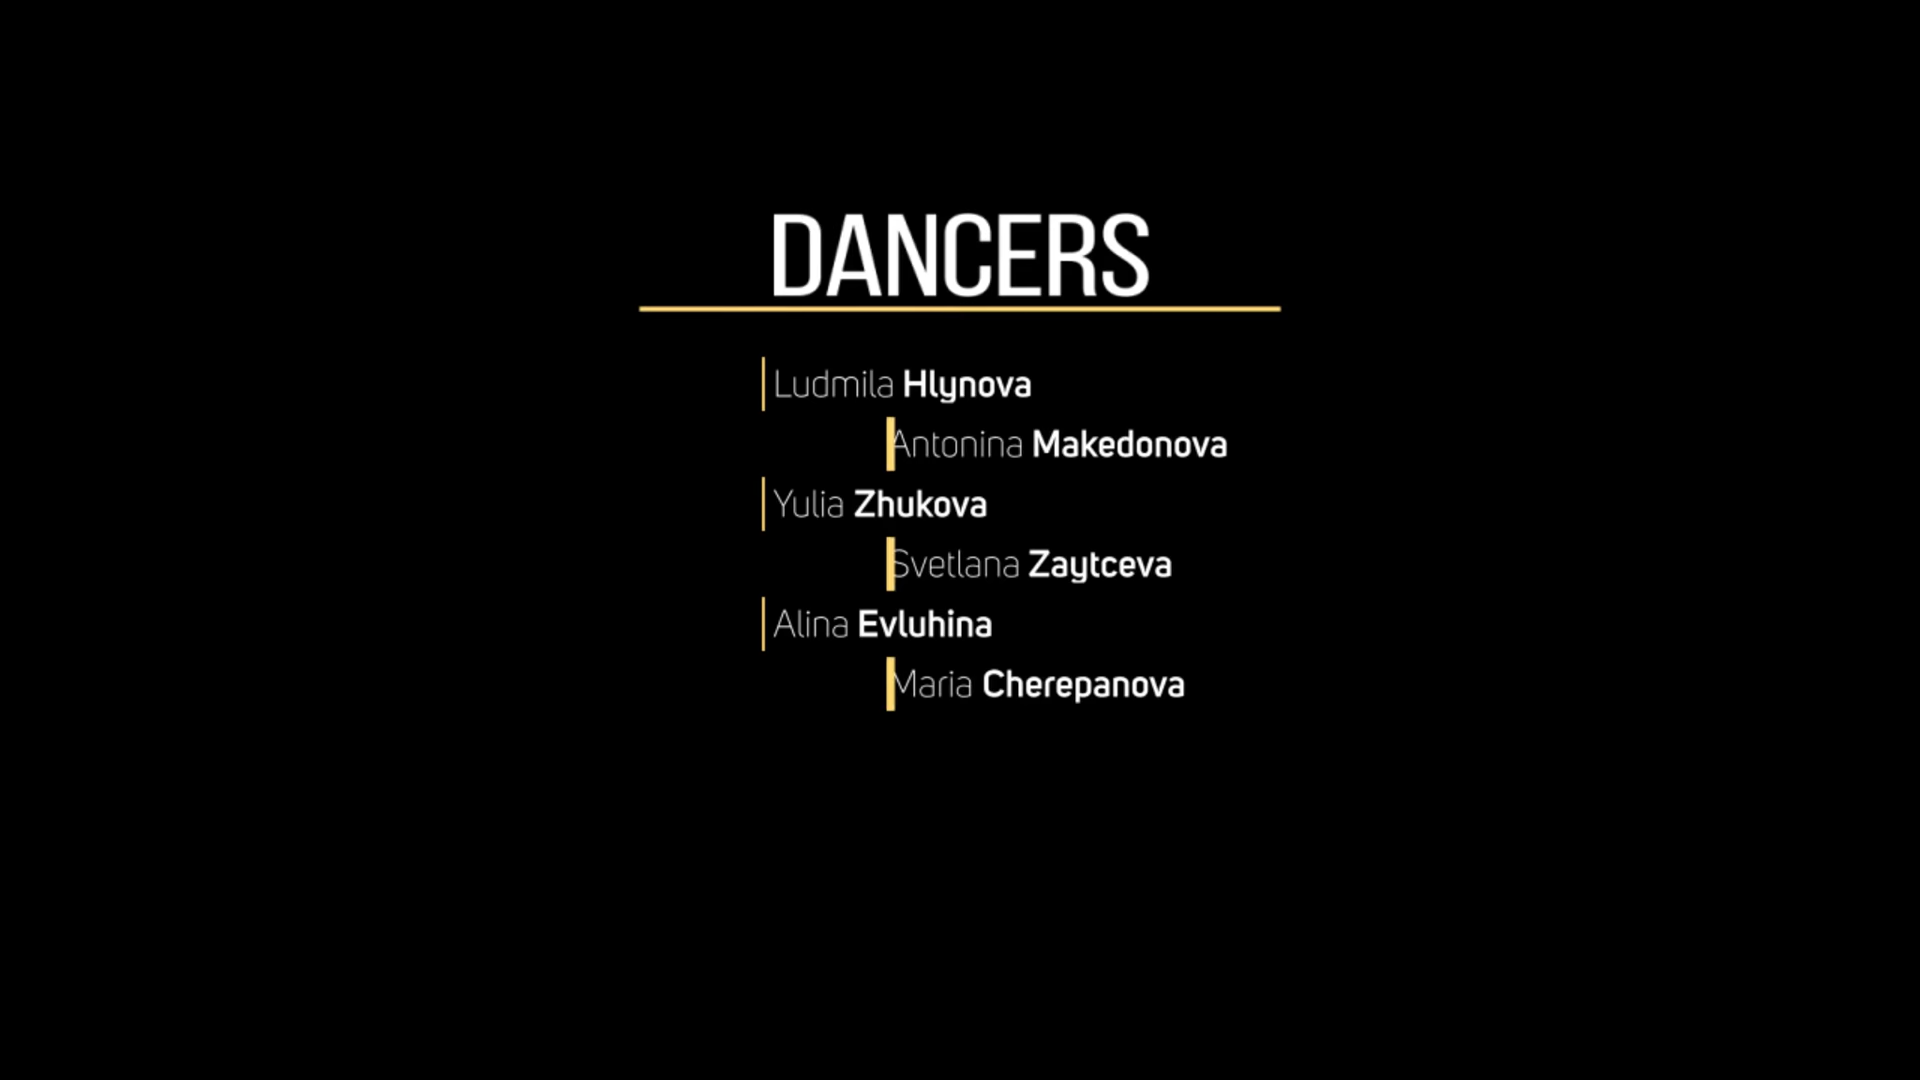 DANCERS
Ludmila Hlynova
Antonina Makedonova
Yulia Zhukova
Svetlana Zaytceva
Alina Evluhina
Maria Cherepanova